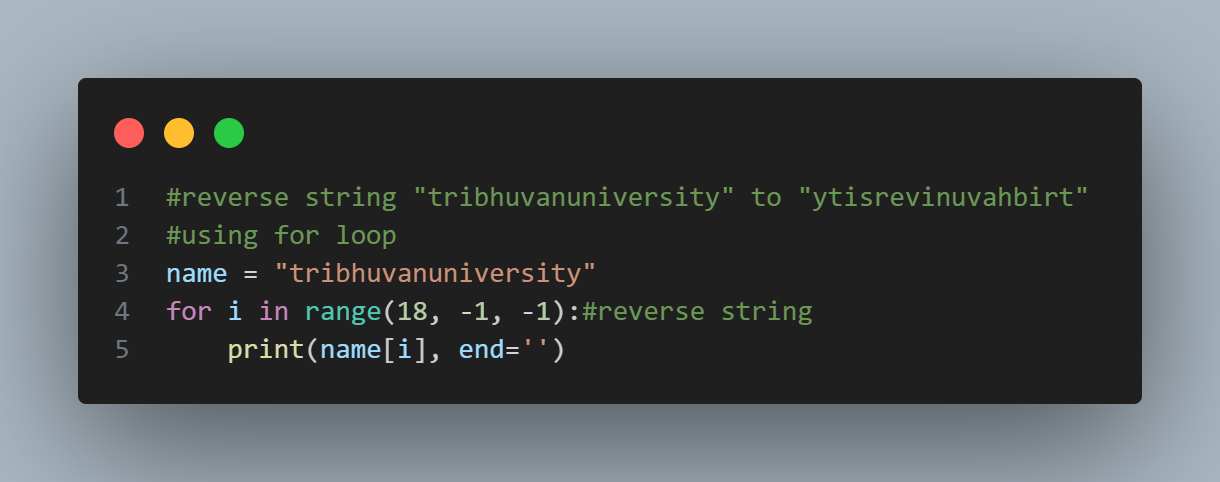 1 #reverse string "tribhuvanuniversity" to "ytisrevinuvahbirt"
2 #using for loop
3 name = "tribhuvanuniversity"
4 for i in range(18, -1, -1):#reverse string
5     print(name[i], end='')